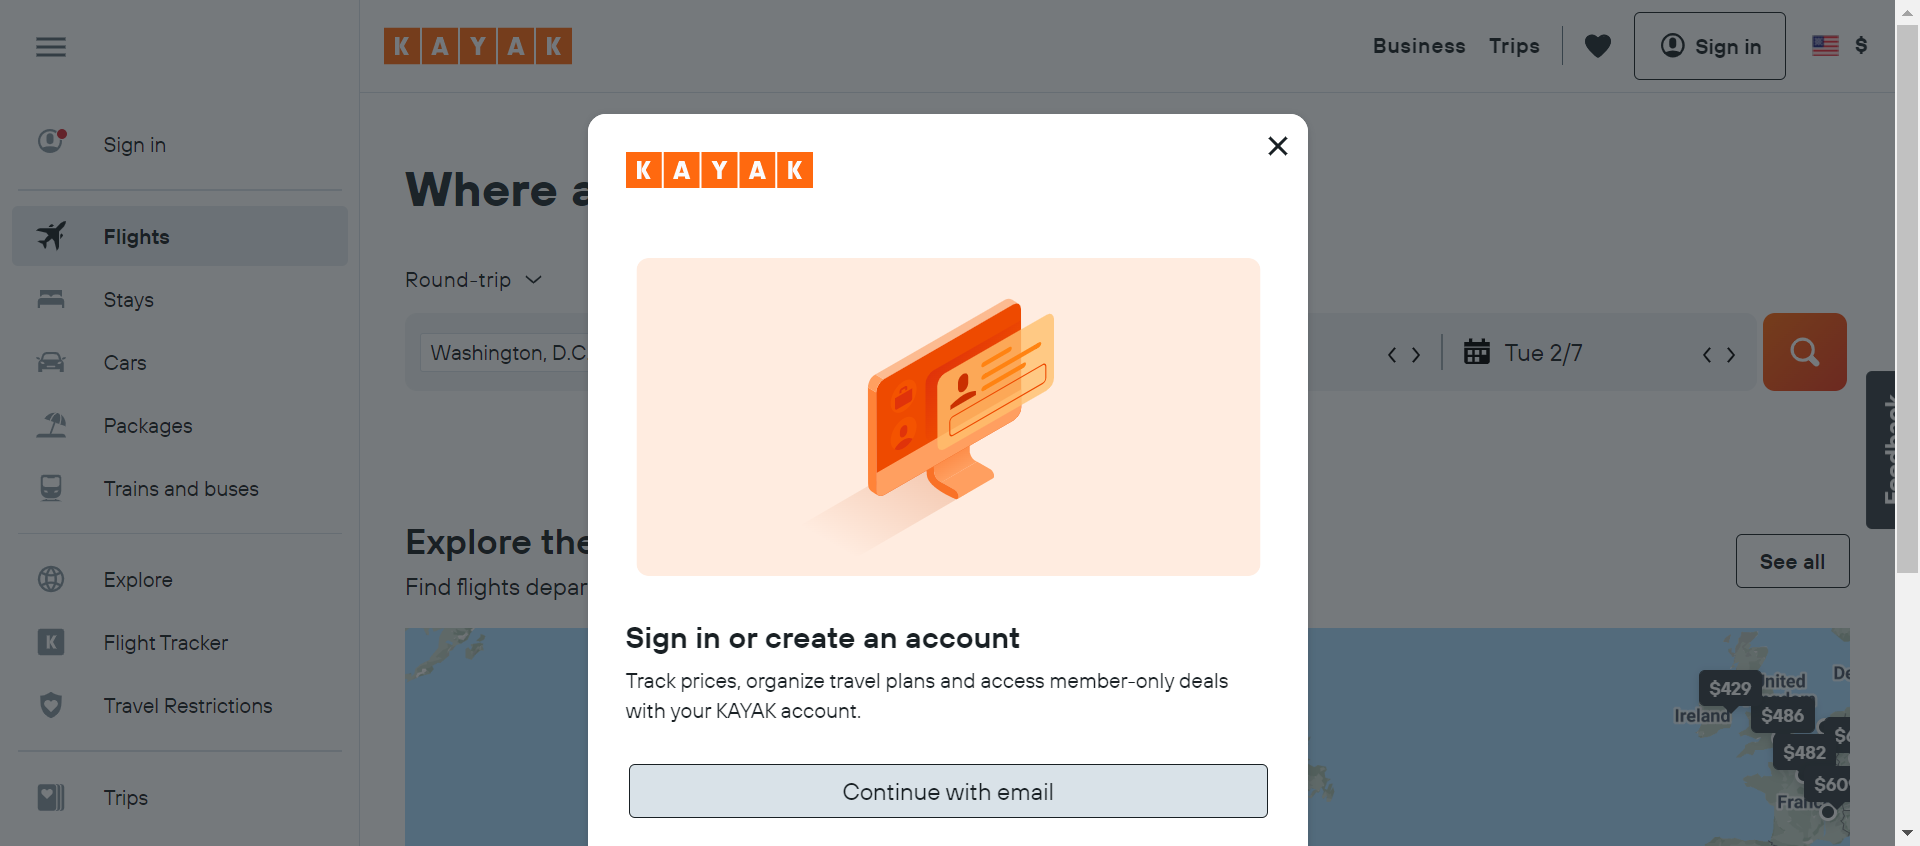 KAYAK
Business
Trips
Sign in
$
Sign in
Flights
Stays
Cars
Packages
Trains and buses
Explore
Flight Tracker
Travel Restrictions
Trips
Where
Round-trip
Washington, D.C
Tue 2/7
Feedback
Explore the
Find flights depar
See all
KAYAK
Sign in or create an account
Track prices, organize travel plans and access member-only deals
with your KAYAK account.
Continue with email
$429
Ireland
$486
$482
$609